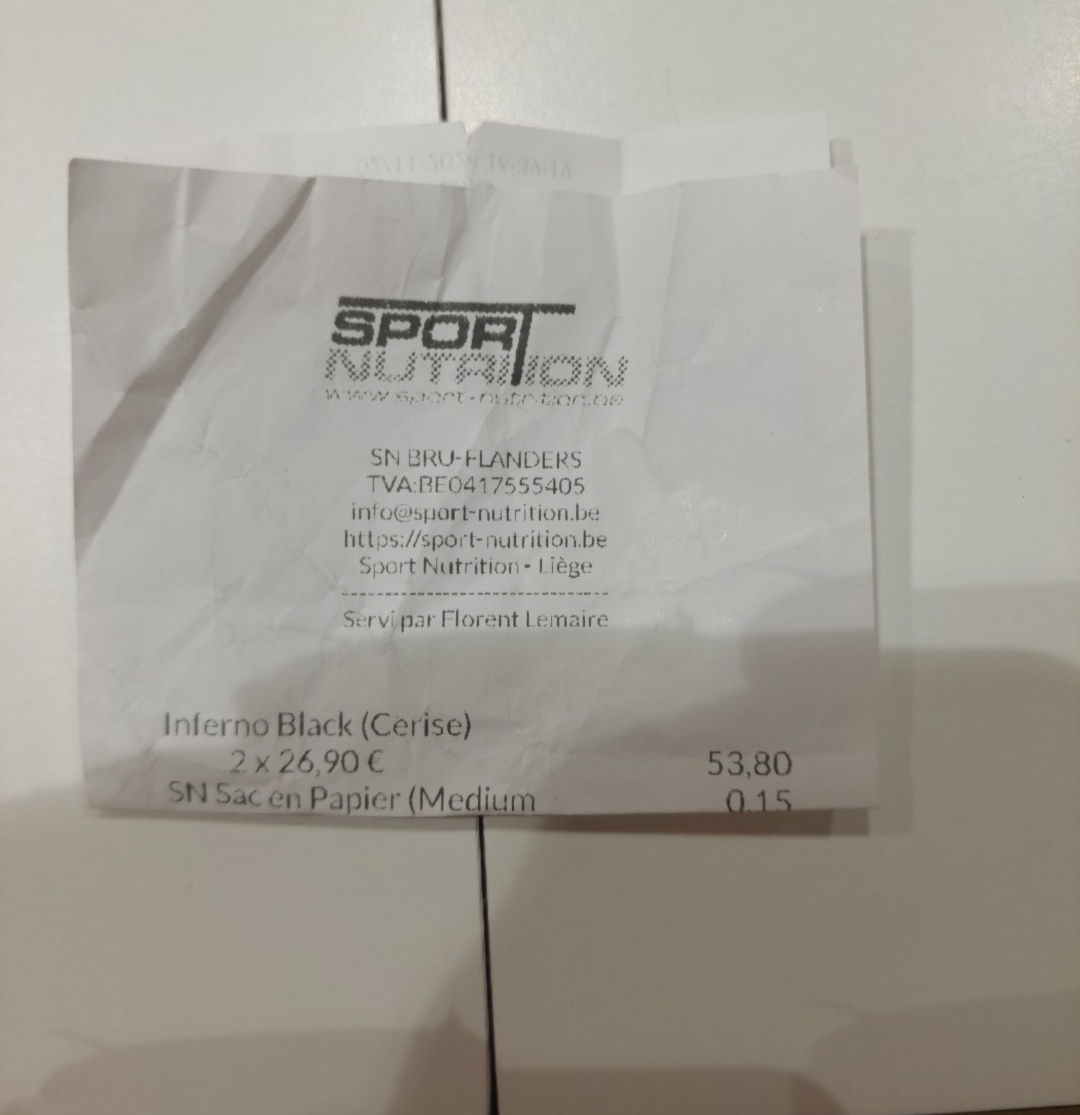 SPORT
NUTRITION
www.sport-nutrition.be
SN BRU-FLANDERS
TVA:BE0417555405
info@sport-nutrition.be
https://sport-nutrition.be
Sport Nutrition - Liège
Servi par Florent Lemaire
Inferno Black (Cerise)
2 x 26,90 € 53,80
SN Sac en Papier (Medium 0,15